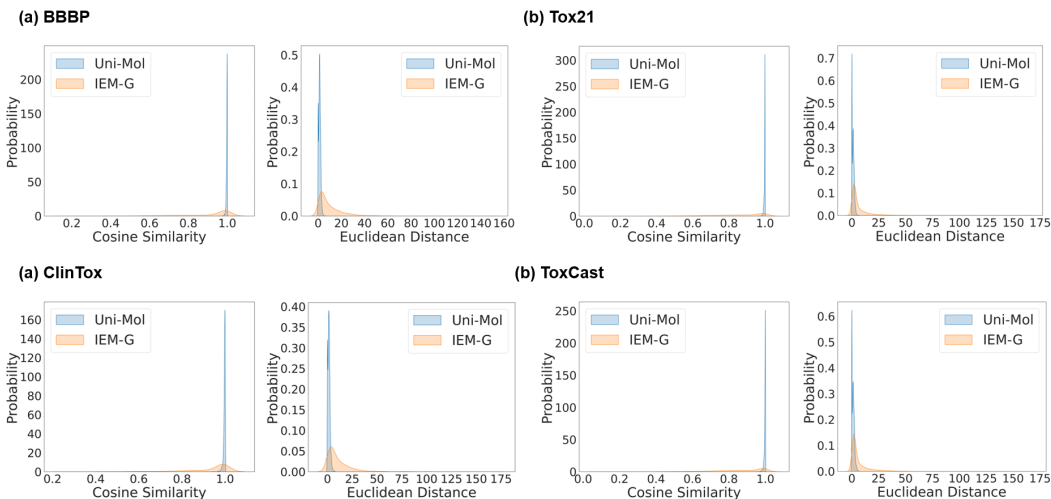 (a) BBBP
Uni-Mol
IEM-G
Probability
200
150
100
50
0
0.2 0.4 0.6 0.8 1.0
Cosine Similarity
Uni-Mol
IEM-G
Probability
0.5
0.4
0.3
0.2
0.1
0.0
0 20 40 60 80 100 120 140 160
Euclidean Distance
(b) Tox21
Uni-Mol
IEM-G
Probability
300
250
200
150
100
50
0
0.0 0.2 0.4 0.6 0.8 1.0
Cosine Similarity
Uni-Mol
IEM-G
Probability
0.7
0.6
0.5
0.4
0.3
0.2
0.1
0.0
0 25 50 75 100 125 150 175
Euclidean Distance
(a) ClinTox
Uni-Mol
IEM-G
Probability
160
140
120
100
80
60
40
20
0
0.2 0.4 0.6 0.8 1.0
Cosine Similarity
Uni-Mol
IEM-G
Probability
0.40
0.35
0.30
0.25
0.20
0.15
0.10
0.05
0.00
0 25 50 75 100 125 150 175
Euclidean Distance
(b) ToxCast
Uni-Mol
IEM-G
Probability
250
200
150
100
50
0
0.0 0.2 0.4 0.6 0.8 1.0
Cosine Similarity
Uni-Mol
IEM-G
Probability
0.6
0.5
0.4
0.3
0.2
0.1
0.0
0 25 50 75 100 125 150 175
Euclidean Distance